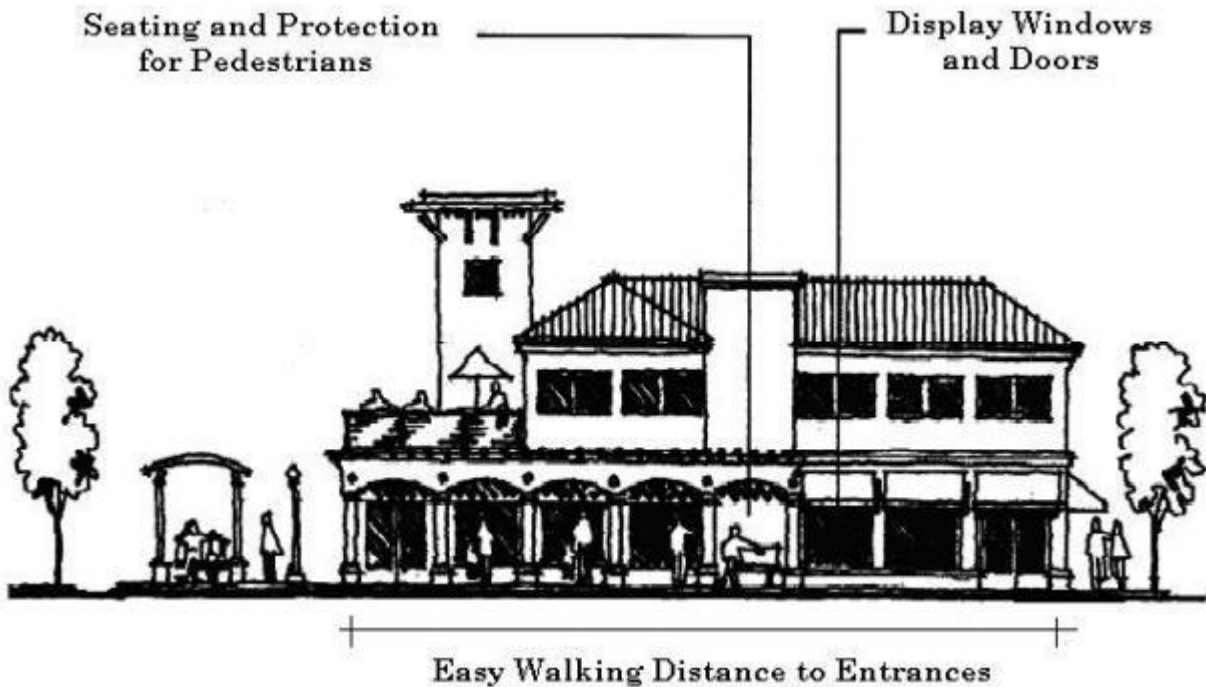 Seating and Protection
for Pedestrians
Display Windows
and Doors
Easy Walking Distance to Entrances